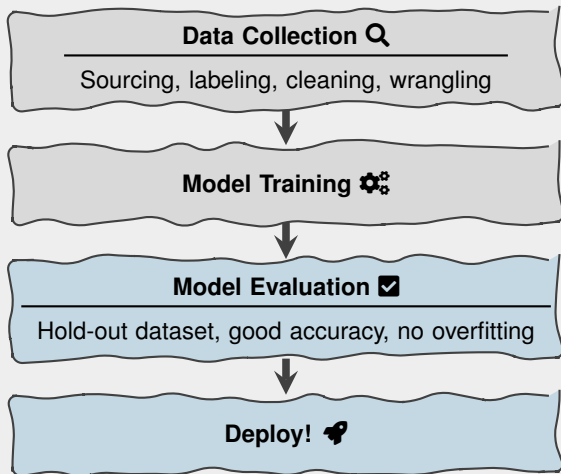 Data Collection
Sourcing, labeling, cleaning, wrangling
Model Training
Model Evaluation
Hold-out dataset, good accuracy, no overfitting
Deploy!